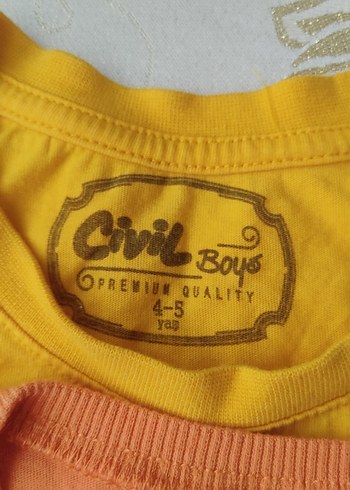 Civil Boys
PREMIUM QUALITY
4-5
yaş